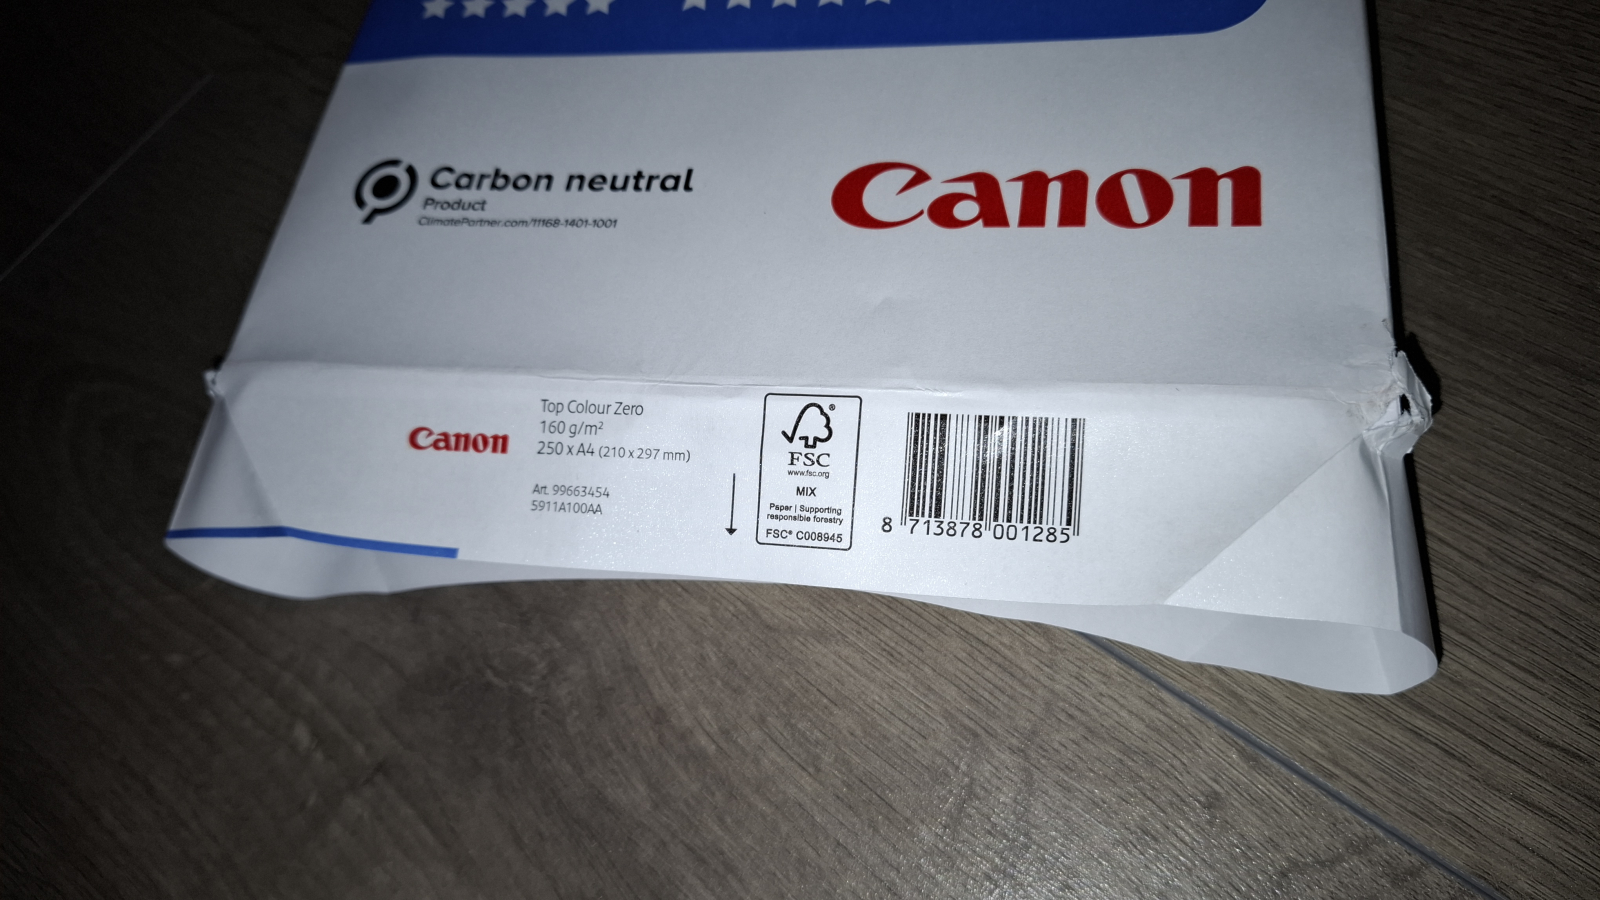 Carbon neutral
Product
ClimatePartner.com/11168-1401-1001
Canon
Canon
Top Colour Zero
160 g/m²
250 x A4 (210 x 297 mm)
Art. 99663454
5911A100AA
FSC®
www.fsc.org
MIX
Paper | Supporting
responsible forestry
FSC® C008945
8 713878 001285